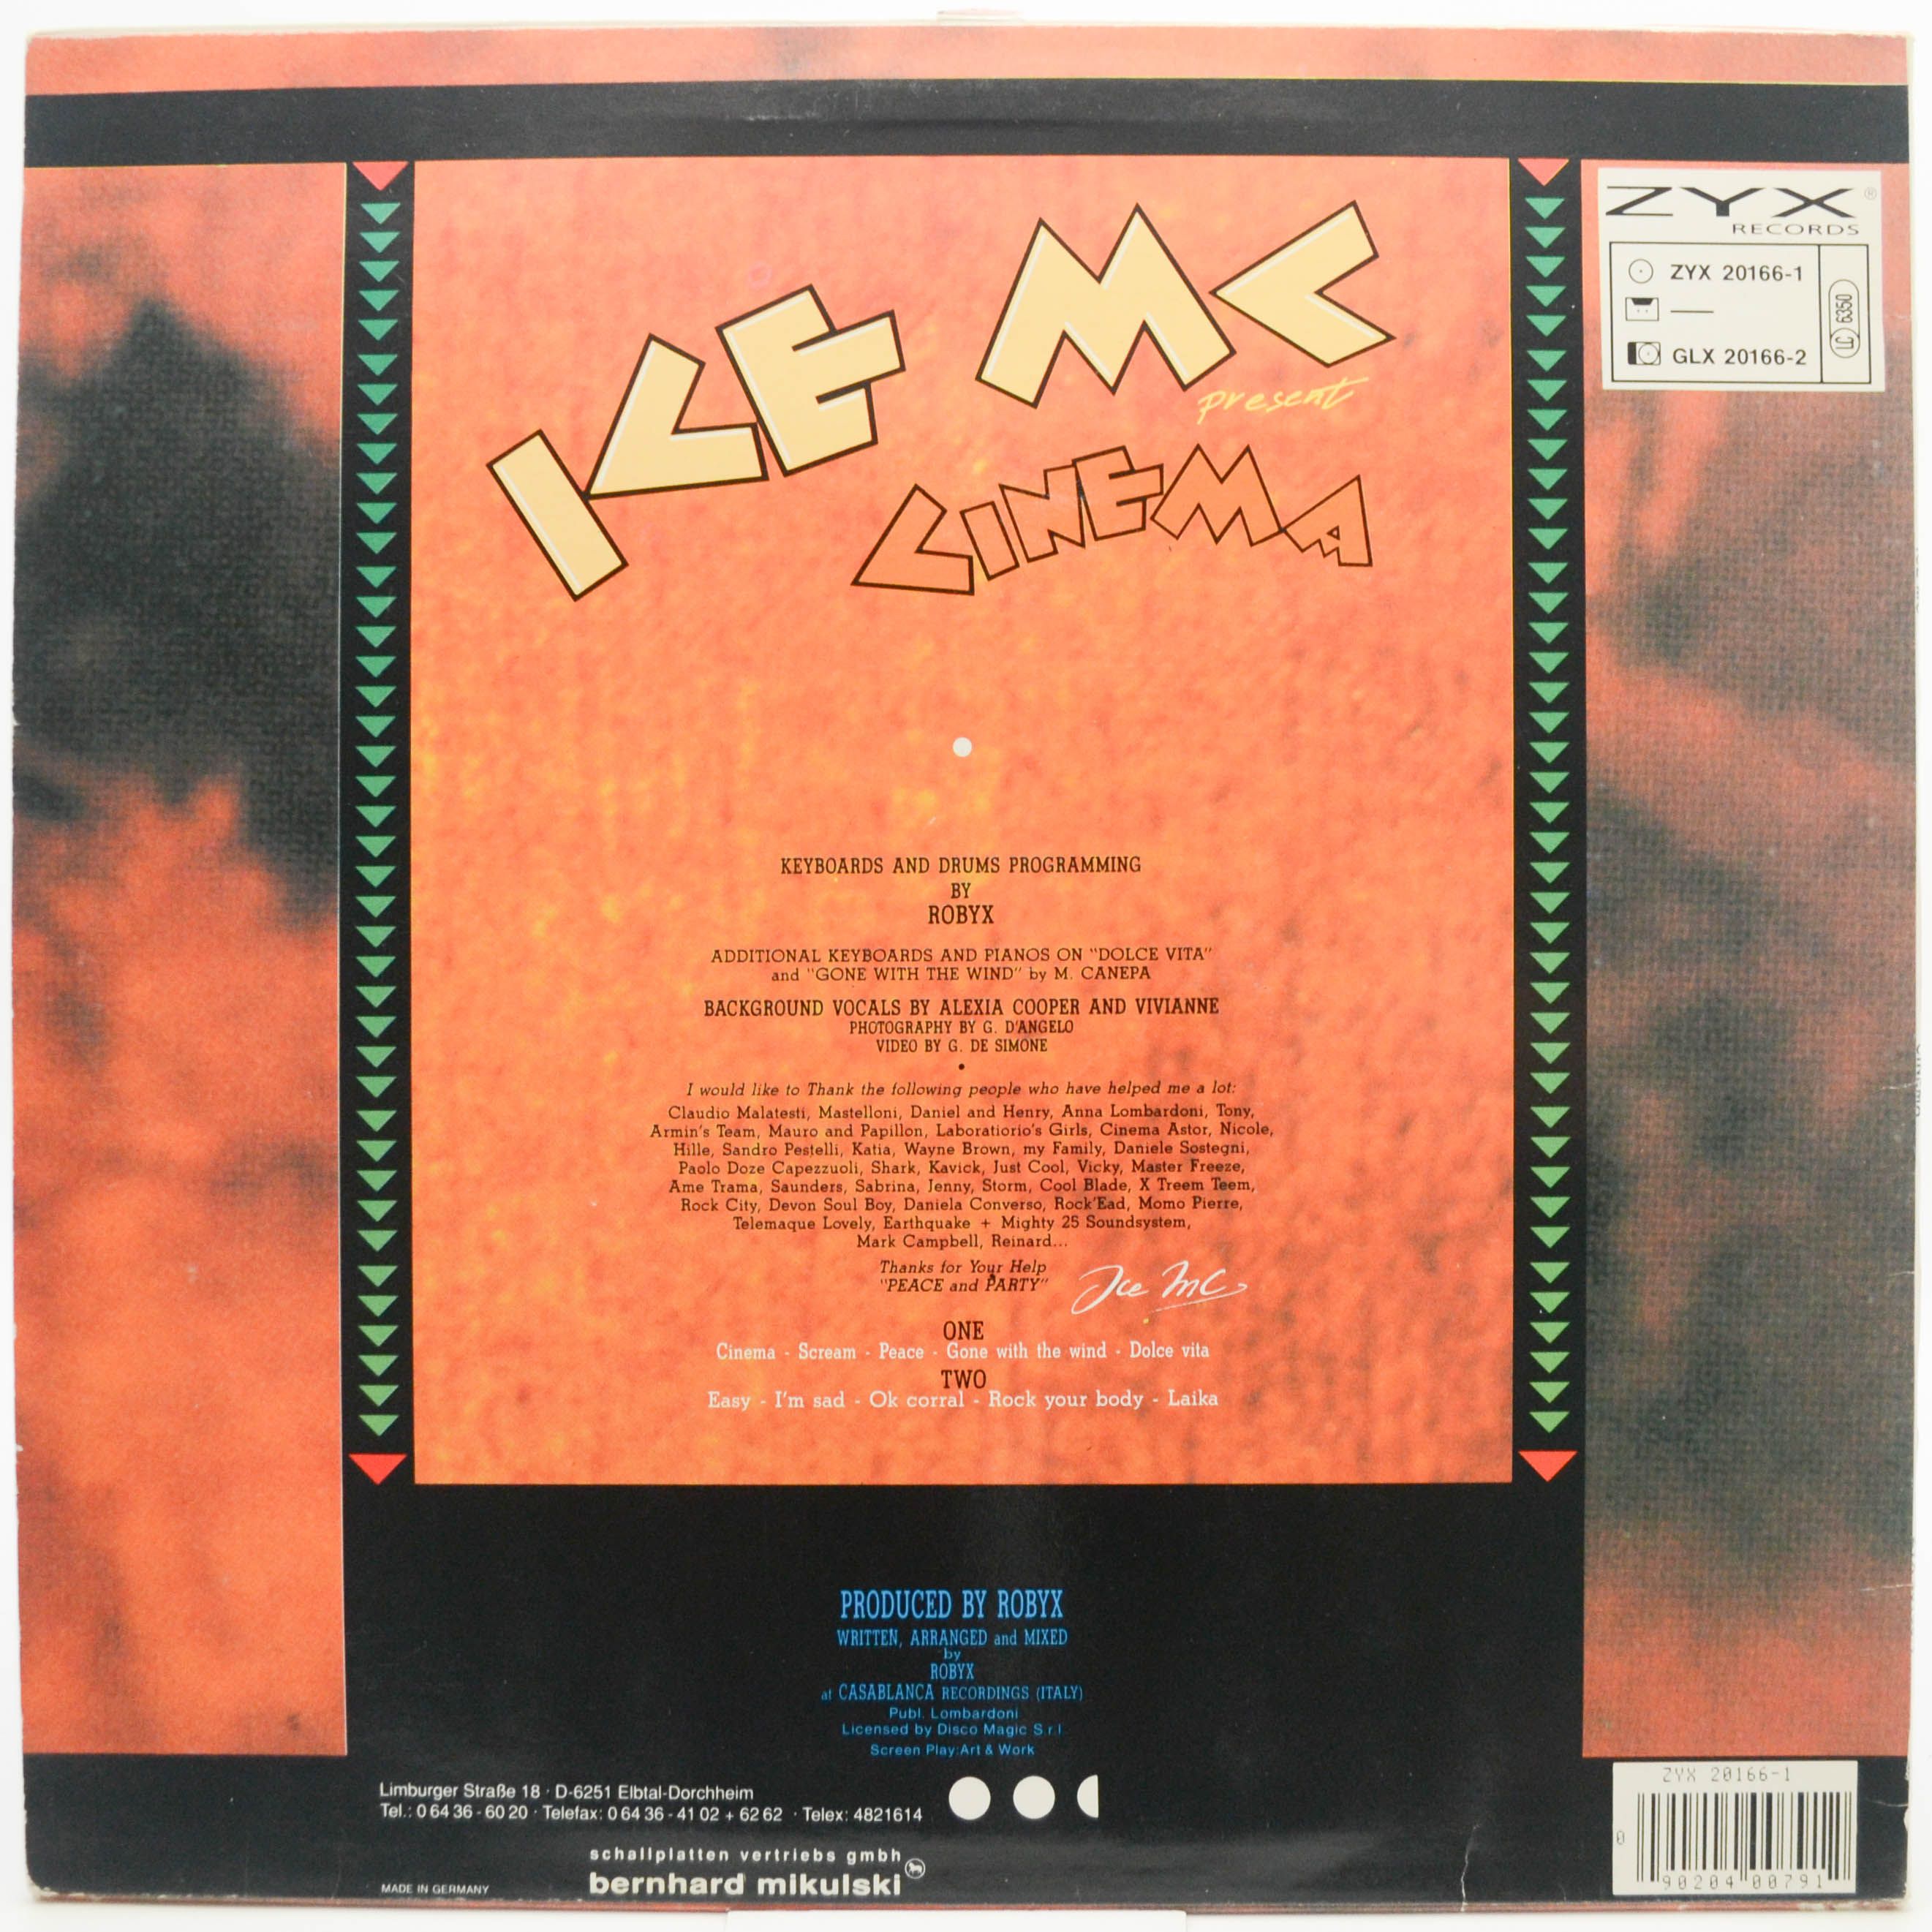 ICE MC
present
CINEMA
ZYX ®
RECORDS
ZYX 20166-1
GLX 20166-2
LC 6350
KEYBOARDS AND DRUMS PROGRAMMING
BY
ROBYX
ADDITIONAL KEYBOARDS AND PIANOS ON "DOLCE VITA"
and "GONE WITH THE WIND" by M. CANEPA
BACKGROUND VOCALS BY ALEXIA COOPER AND VIVIANNE
PHOTOGRAPHY BY G. D'ANGELO
VIDEO BY G. DE SIMONE
I would like to Thank the following people who have helped me a lot:
Claudio Malatesti, Mastelloni, Daniel and Henry, Anna Lombardoni, Tony,
Armin's Team, Mauro and Papillon, Laboratiorio's Girls, Cinema Astor, Nicole,
Hille, Sandro Pestelli, Katia, Wayne Brown, my Family, Daniele Sostegni,
Paolo Doze Capezzuoli, Shark, Kavick, Just Cool, Vicky, Master Freeze,
Ame Trama, Saunders, Sabrina, Jenny, Storm, Cool Blade, X Treem Teem,
Rock City, Devon Soul Boy, Daniela Converso, Rock'Ead, Momo Pierre,
Telemaque Lovely, Earthquake + Mighty 25 Soundsystem,
Mark Campbell, Reinard...
Thanks for Your Help
"PEACE and PARTY"
Ice MC
ONE
Cinema - Scream - Peace - Gone with the wind - Dolce vita
TWO
Easy - I'm sad - Ok corral - Rock your body - Laika
PRODUCED BY ROBYX
WRITTEN, ARRANGED and MIXED
by
ROBYX
at CASABLANCA RECORDINGS (ITALY)
Publ. Lombardoni
Licensed by Disco Magic S.r.l.
Screen Play: Art & Work
Limburger Straße 18 · D-6251 Elbtal-Dorchheim
Tel.: 0 64 36 - 60 20 · Telefax: 0 64 36 - 41 02 + 62 62 · Telex: 4821614
schallplatten vertriebs gmbh
bernhard mikulski
MADE IN GERMANY
ZYX 20166-1
0 90204 00791